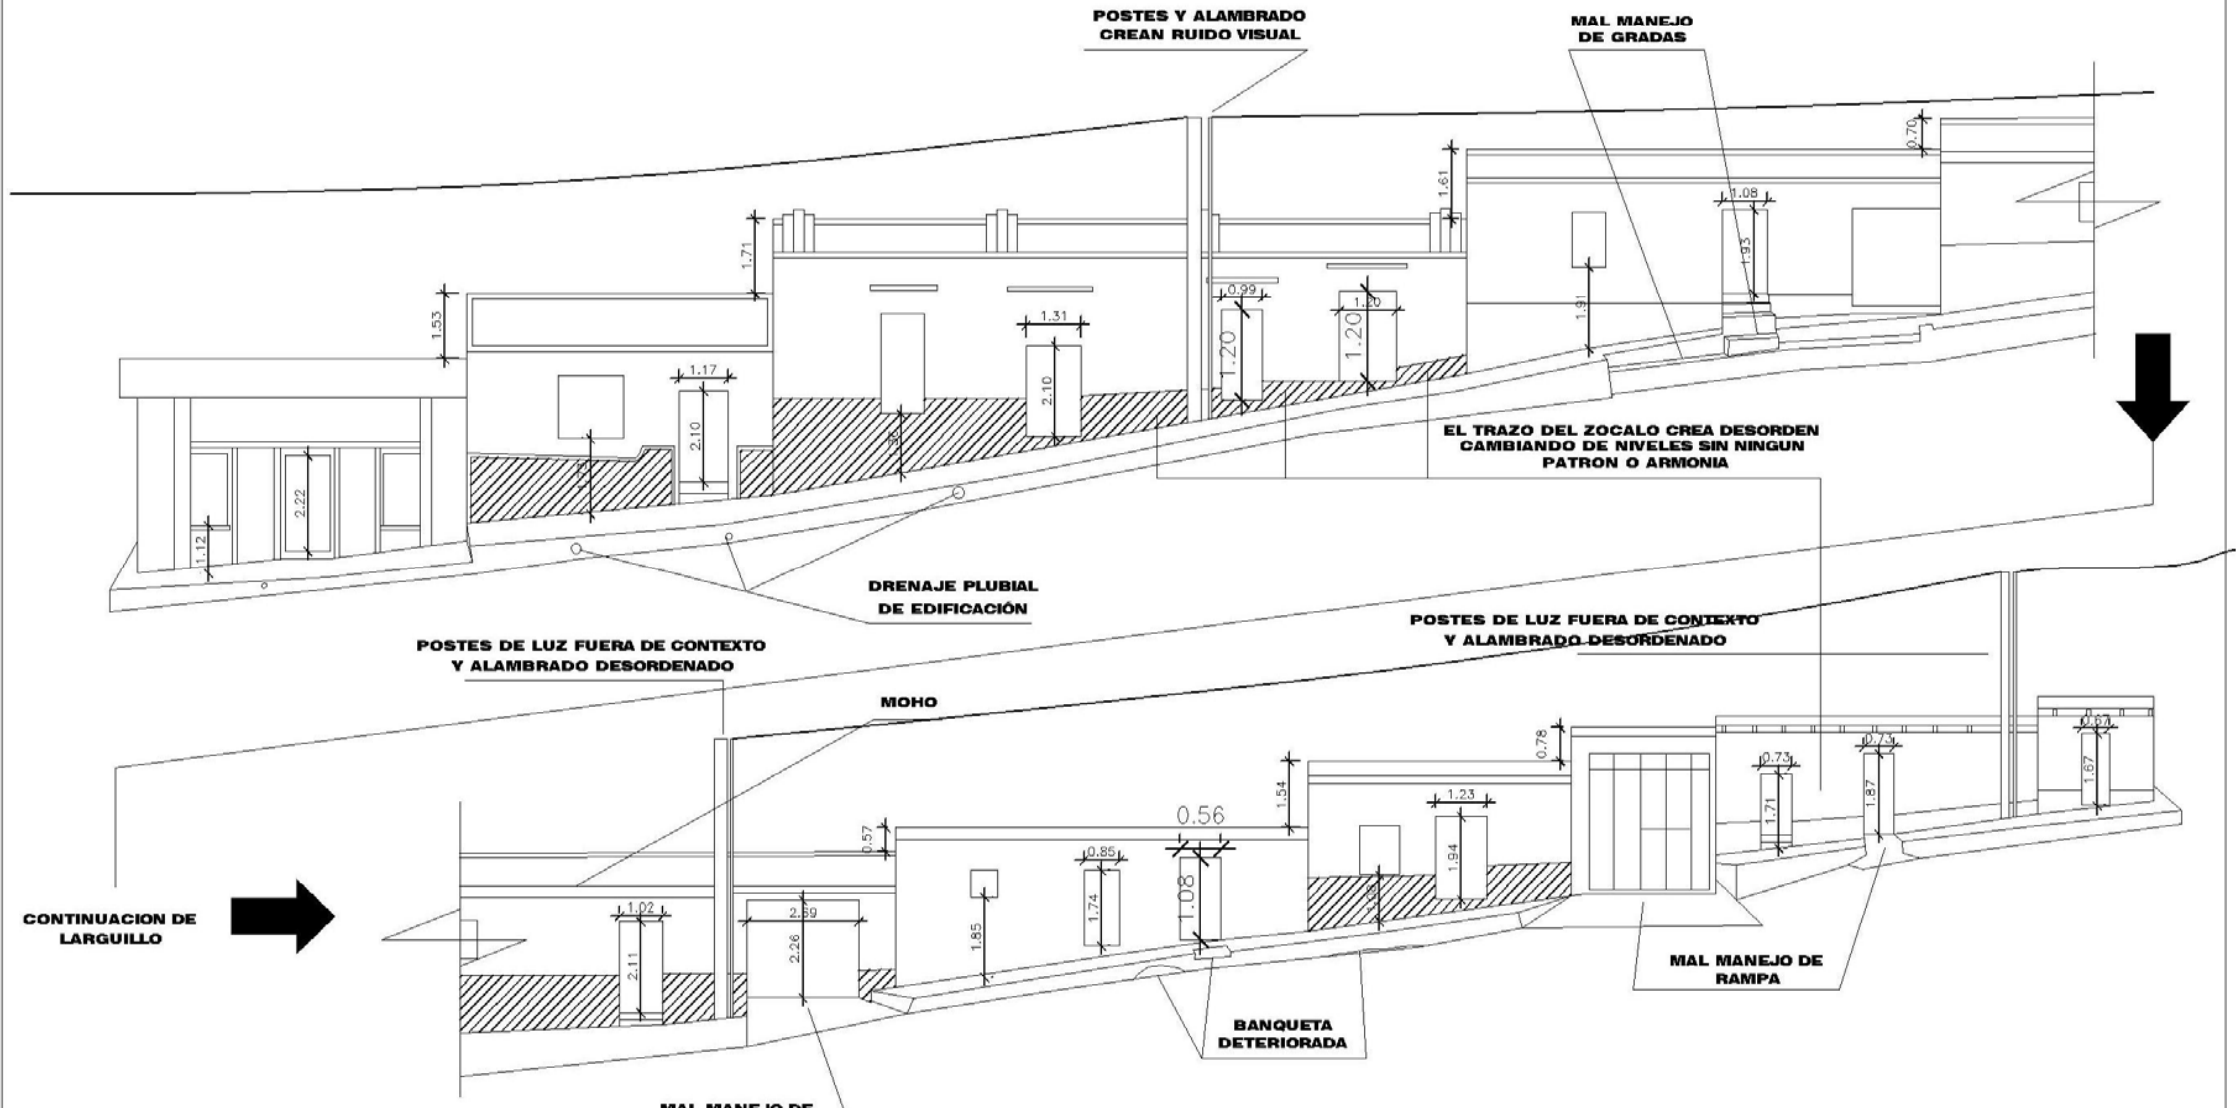 POSTES Y ALAMBRADO
CREAN RUIDO VISUAL
MAL MANEJO
DE GRADAS
0.70
1.61
1.08
1.93
1.91
1.71
1.53
1.31
2.10
0.99
1.20
1.20
1.20
1.17
2.10
2.22
1.12
EL TRAZO DEL ZOCALO CREA DESORDEN
CAMBIANDO DE NIVELES SIN NINGUN
PATRON O ARMONIA
DRENAJE PLUBIAL
DE EDIFICACIÓN
POSTES DE LUZ FUERA DE CONTEXTO
Y ALAMBRADO DESORDENADO
POSTES DE LUZ FUERA DE CONTEXTO
Y ALAMBRADO DESORDENADO
MOHO
0.78
0.73
0.73
0.67
1.71
1.87
1.67
1.54
1.23
1.94
0.57
0.56
0.85
1.74
1.08
1.85
1.02
2.11
2.69
2.26
CONTINUACION DE
LARGUILLO
MAL MANEJO DE
RAMPA
BANQUETA
DETERIORADA
MAL MANEJO DE